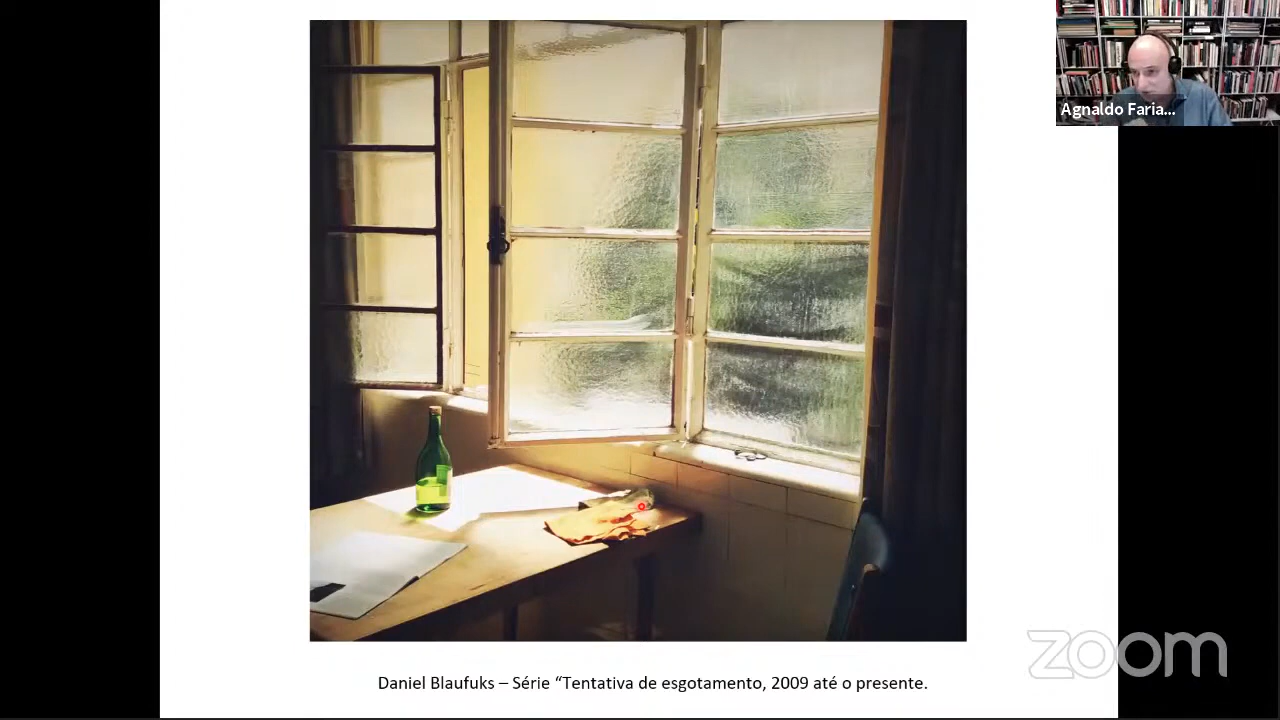 Agnaldo Faria...
zoom
Daniel Blaufuks – Série “Tentativa de esgotamento, 2009 até o presente.